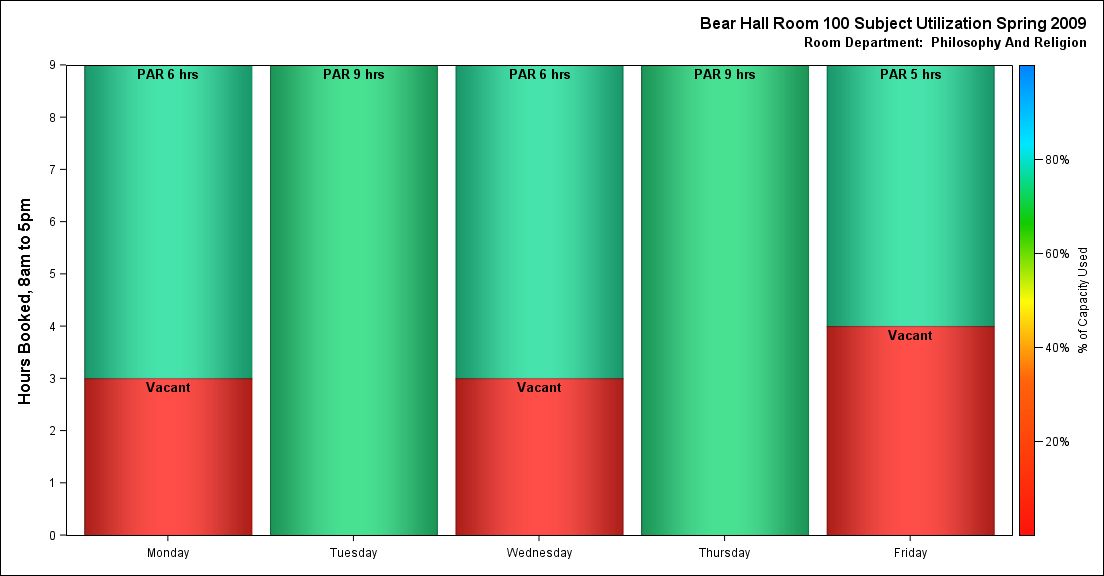 Bear Hall Room 100 Subject Utilization Spring 2009
Room Department:  Philosophy And Religion
Hours Booked, 8am to 5pm
9
8
7
6
5
4
3
2
1
0
PAR 6 hrs
Vacant
PAR 9 hrs
PAR 6 hrs
Vacant
PAR 9 hrs
PAR 5 hrs
Vacant
Monday
Tuesday
Wednesday
Thursday
Friday
80%
60%
40%
20%
% of Capacity Used